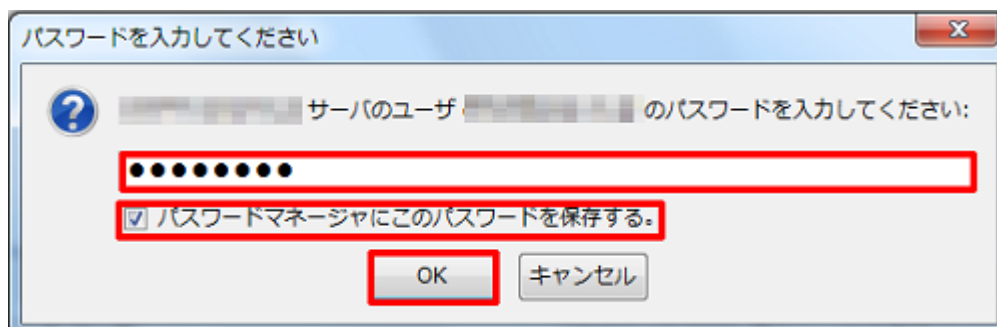 パスワードを入力してください
サーバのユーザ のパスワードを入力してください:
●●●●●●●●
パスワードマネージャにこのパスワードを保存する。
OK キャンセル